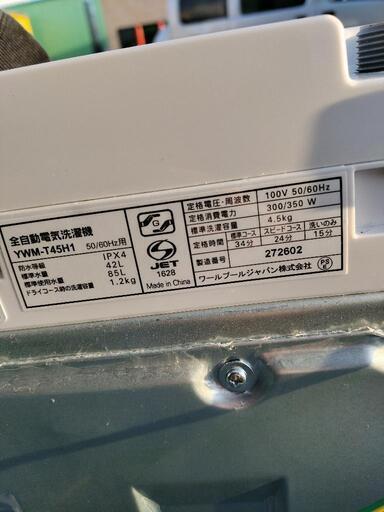 全自動電気洗濯機
YWM-T45H1 50/60Hz用
防水等級 IPX4
標準水量 42L
標準使用水量 85L
ドライコース時の洗濯容量 1.2kg
G
JET
1628
Made in China
定格電圧・周波数 100V 50/60Hz
定格消費電力 300/350 W
4.5kg
定格時間 標準コース スピードコース 洗いのみ
34分 24分 15分
製造番号 272602
ワールプールジャパン株式会社
PS
E